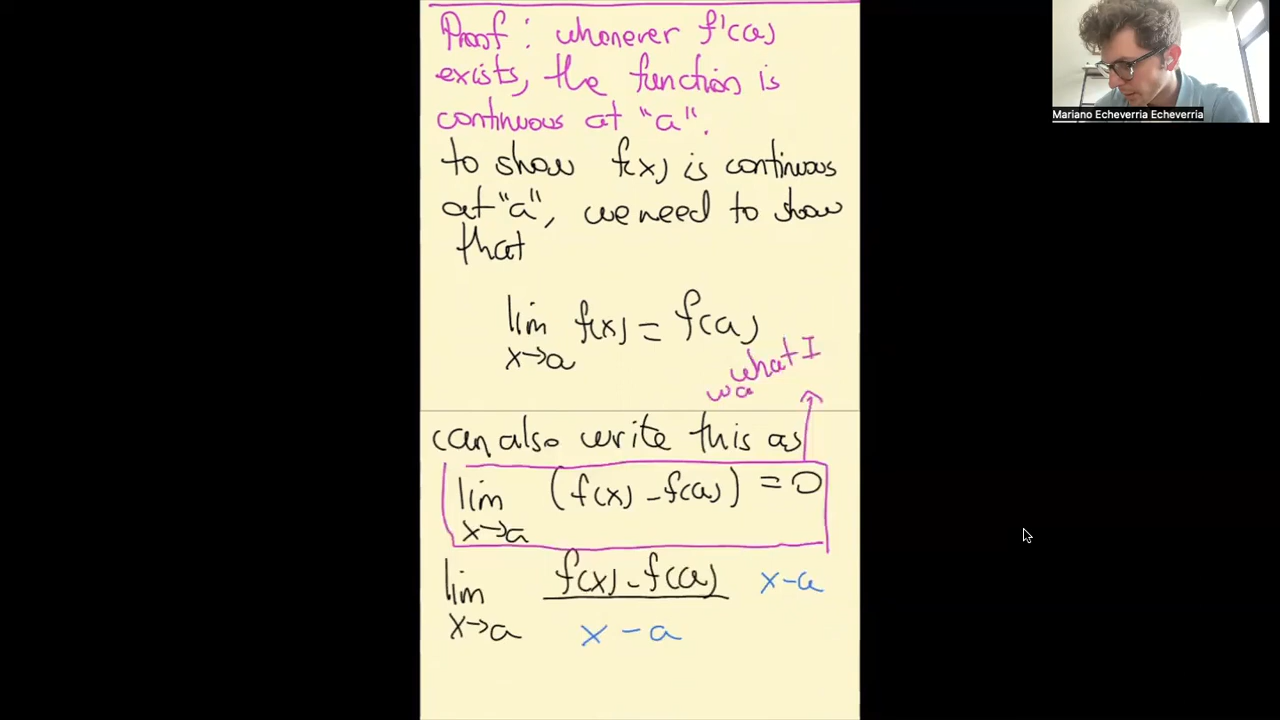 Proof: whenever f'(a)
exists, the function is
continuous at "a".
to show f(x) is continuous
at "a", we need to show
that
lim f(x) = f(a)
x→a
what I
wa
can also write this as
lim (f(x) - f(a)) = 0
x→a
lim f(x) - f(a) x-a
x→a x - a
Mariano Echeverria Echeverria